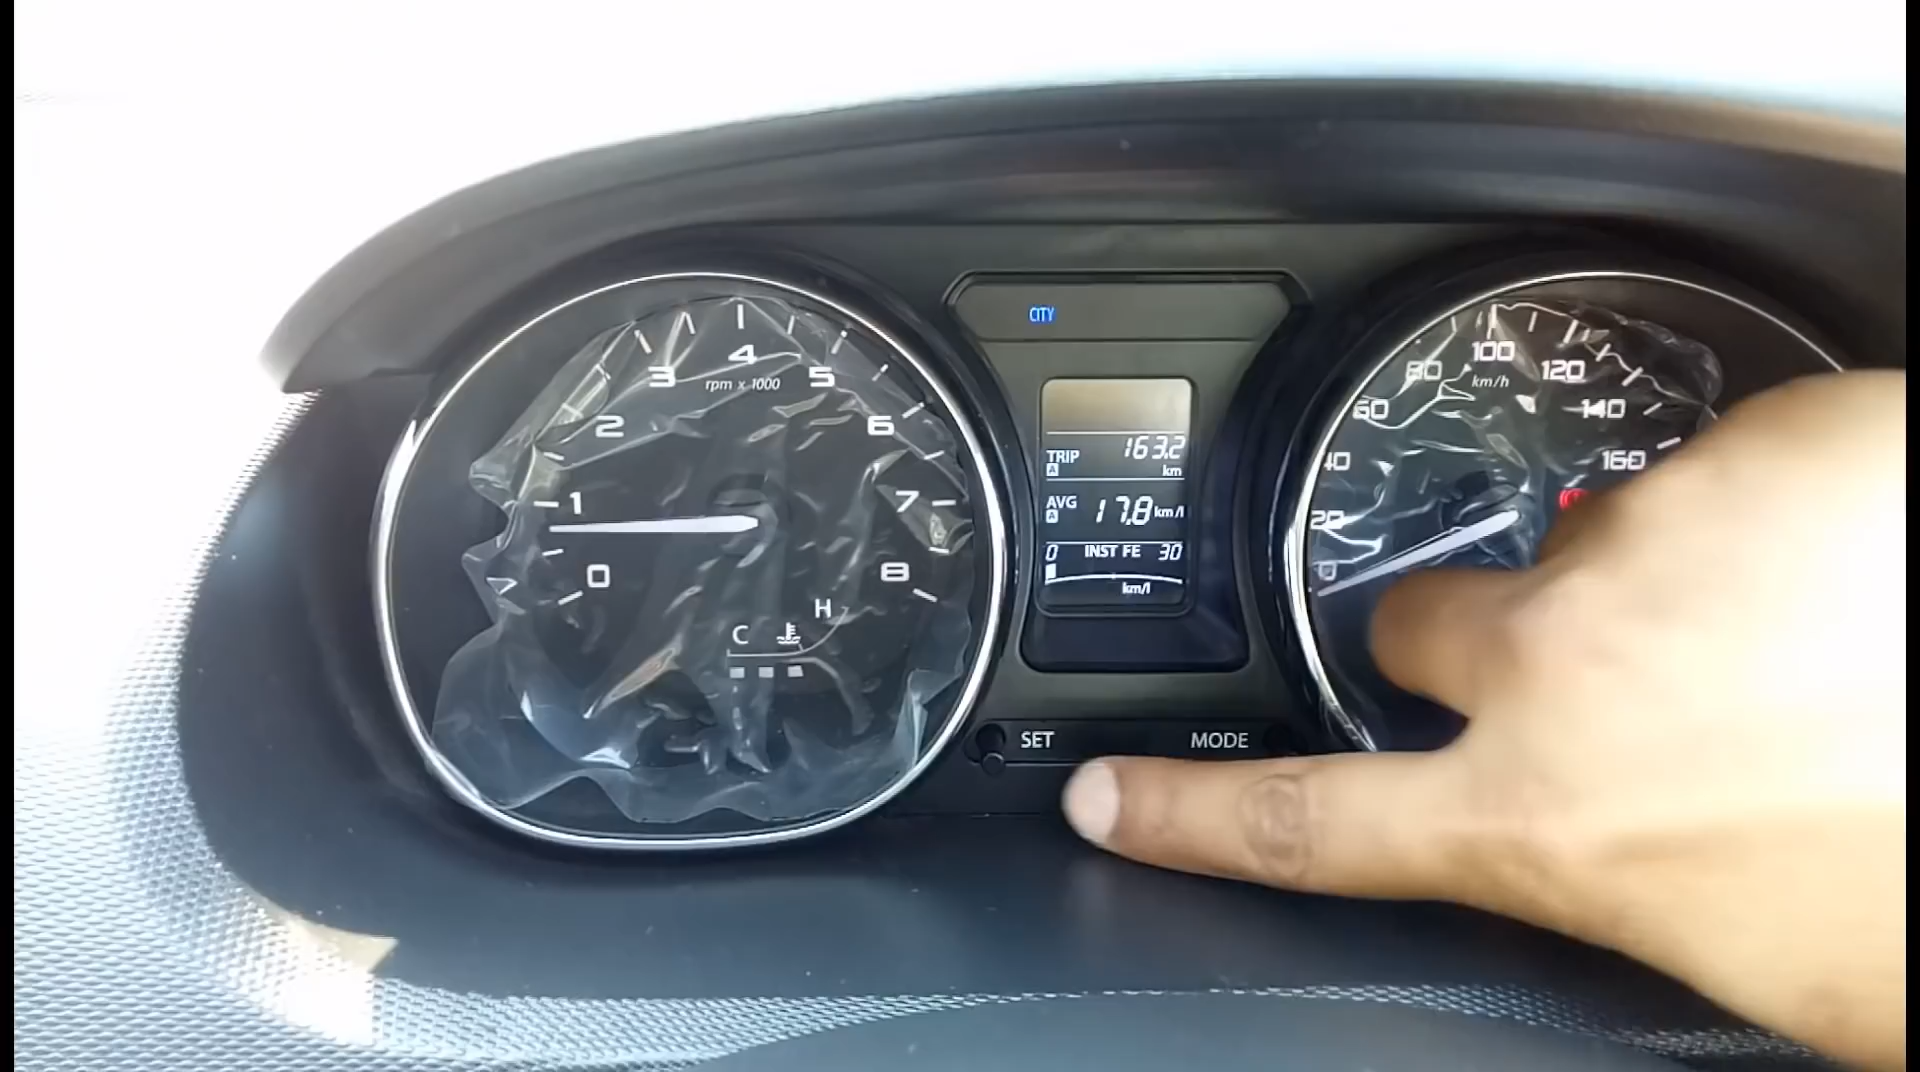 CITY
4
3
5
rpm x 1000
2
6
1
7
0
8
H
C
TRIP 163.2
A km
AVG 17.8 km/l
A
0 INST FE 30
km/l
SET MODE
100
80 120
km/h
60 140
40 160
20
0